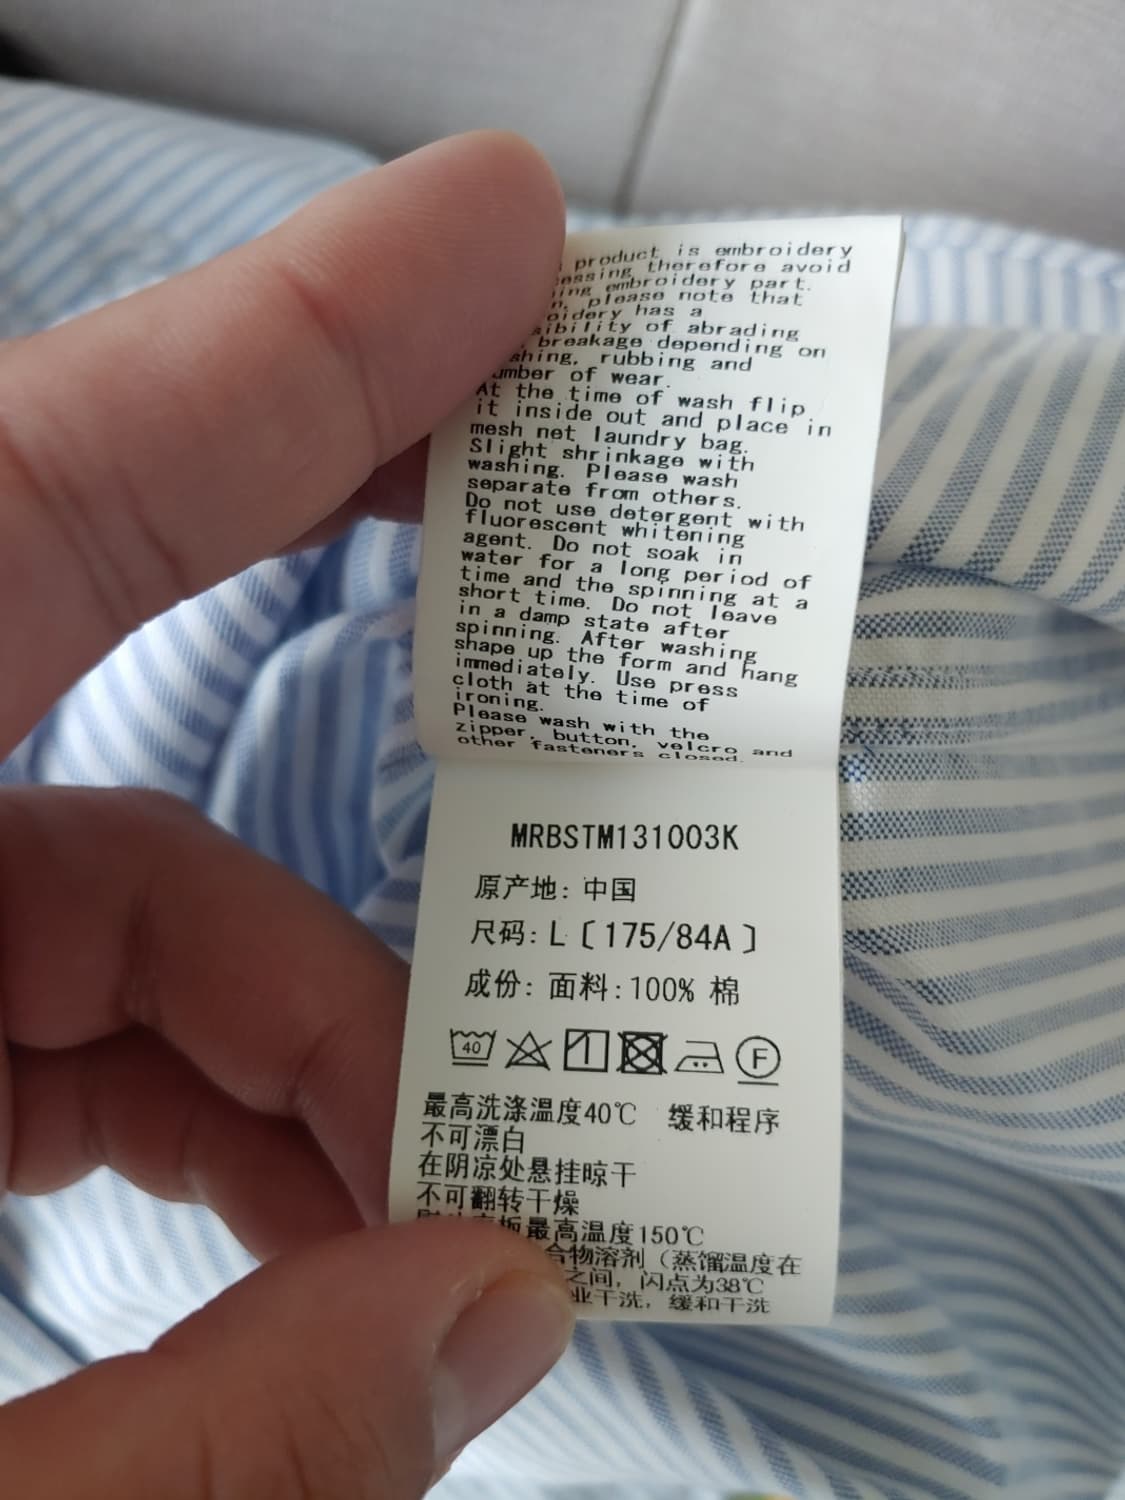 product is embroidery
therefore avoid
embroidery part.
please note that
has a
of abrading
breakage depending on
rubbing and
of wear.
At the time of wash flip
it inside out and place in
mesh net laundry bag.
Slight shrinkage with
washing. Please wash
separate from others.
Do not use detergent with
fluorescent whitening
agent. Do not soak in
water for a long period of
time and the spinning at a
short time. Do not leave
in a damp state after
spinning. After washing
shape up the form and hang
immediately. Use press
cloth at the time of
ironing.
Please wash with the
zipper, button, velcro and
other fasteners closed.
MRBSTM131003K
原产地: 中国
尺码: L〔175/84A〕
成份: 面料:100% 棉
40 F
最高洗涤温度40℃ 缓和程序
不可漂白
在阴凉处悬挂晾干
不可翻转干燥
最高温度150℃
合物溶剂（蒸馏温度在
之间, 闪点为38℃
业干洗, 缓和干洗